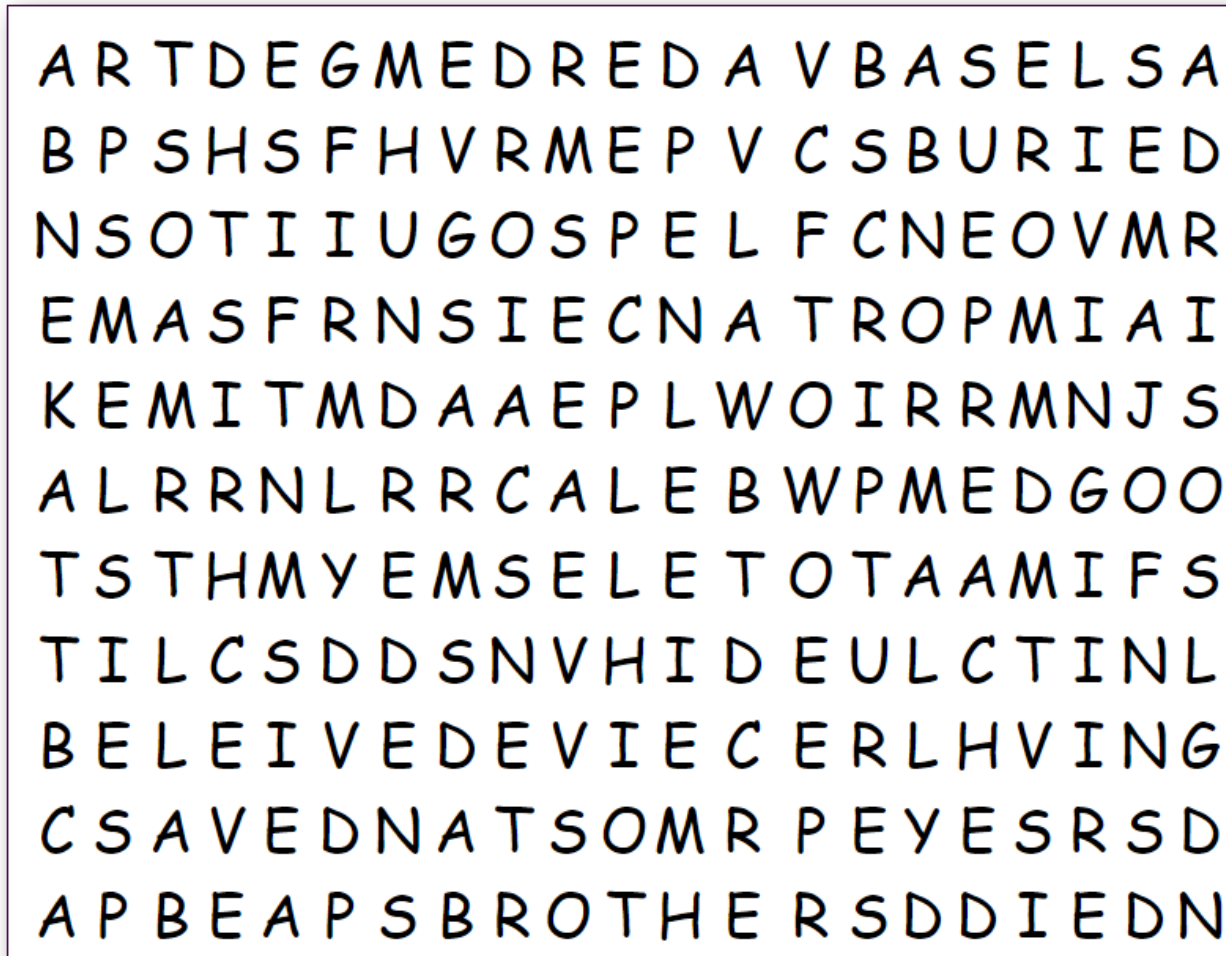 A R T D E G M E D R E D A V B A S E L S A
B P S H S F H V R M E P V C S B U R I E D
N S O T I I U G O S P E L F C N E O V M R
E M A S F R N S I E C N A T R O P M I A I
K E M I T M D A A E P L W O I R R M N J S
A L R R N L R R C A L E B W P M E D G O O
T S T H M Y E M S E L E T O T A A M I F S
T I L C S D D S N V H I D E U L C T I N L
B E L E I V E D E V I E C E R L H V I N G
C S A V E D N A T S O M R P E Y E S R S D
A P B E A P S B R O T H E R S D D I E D N